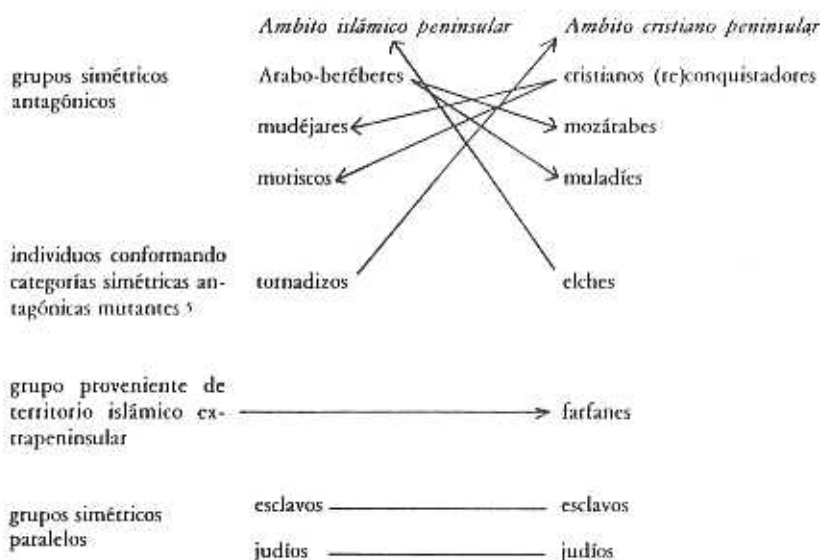 Ambito islámico peninsular Ambito cristiano peninsular
grupos simétricos
antagónicos
Arabo-beréberes cristianos (re)conquistadores
mudéjares mozárabes
moriscos muladíes
individuos conformando
categorías simétricas an-
tagónicas mutantes 5
tornadizos elches
grupo proveniente de
territorio islámico ex-
trapeninsular
farfanes
grupos simétricos
paralelos
esclavos esclavos
judíos judíos